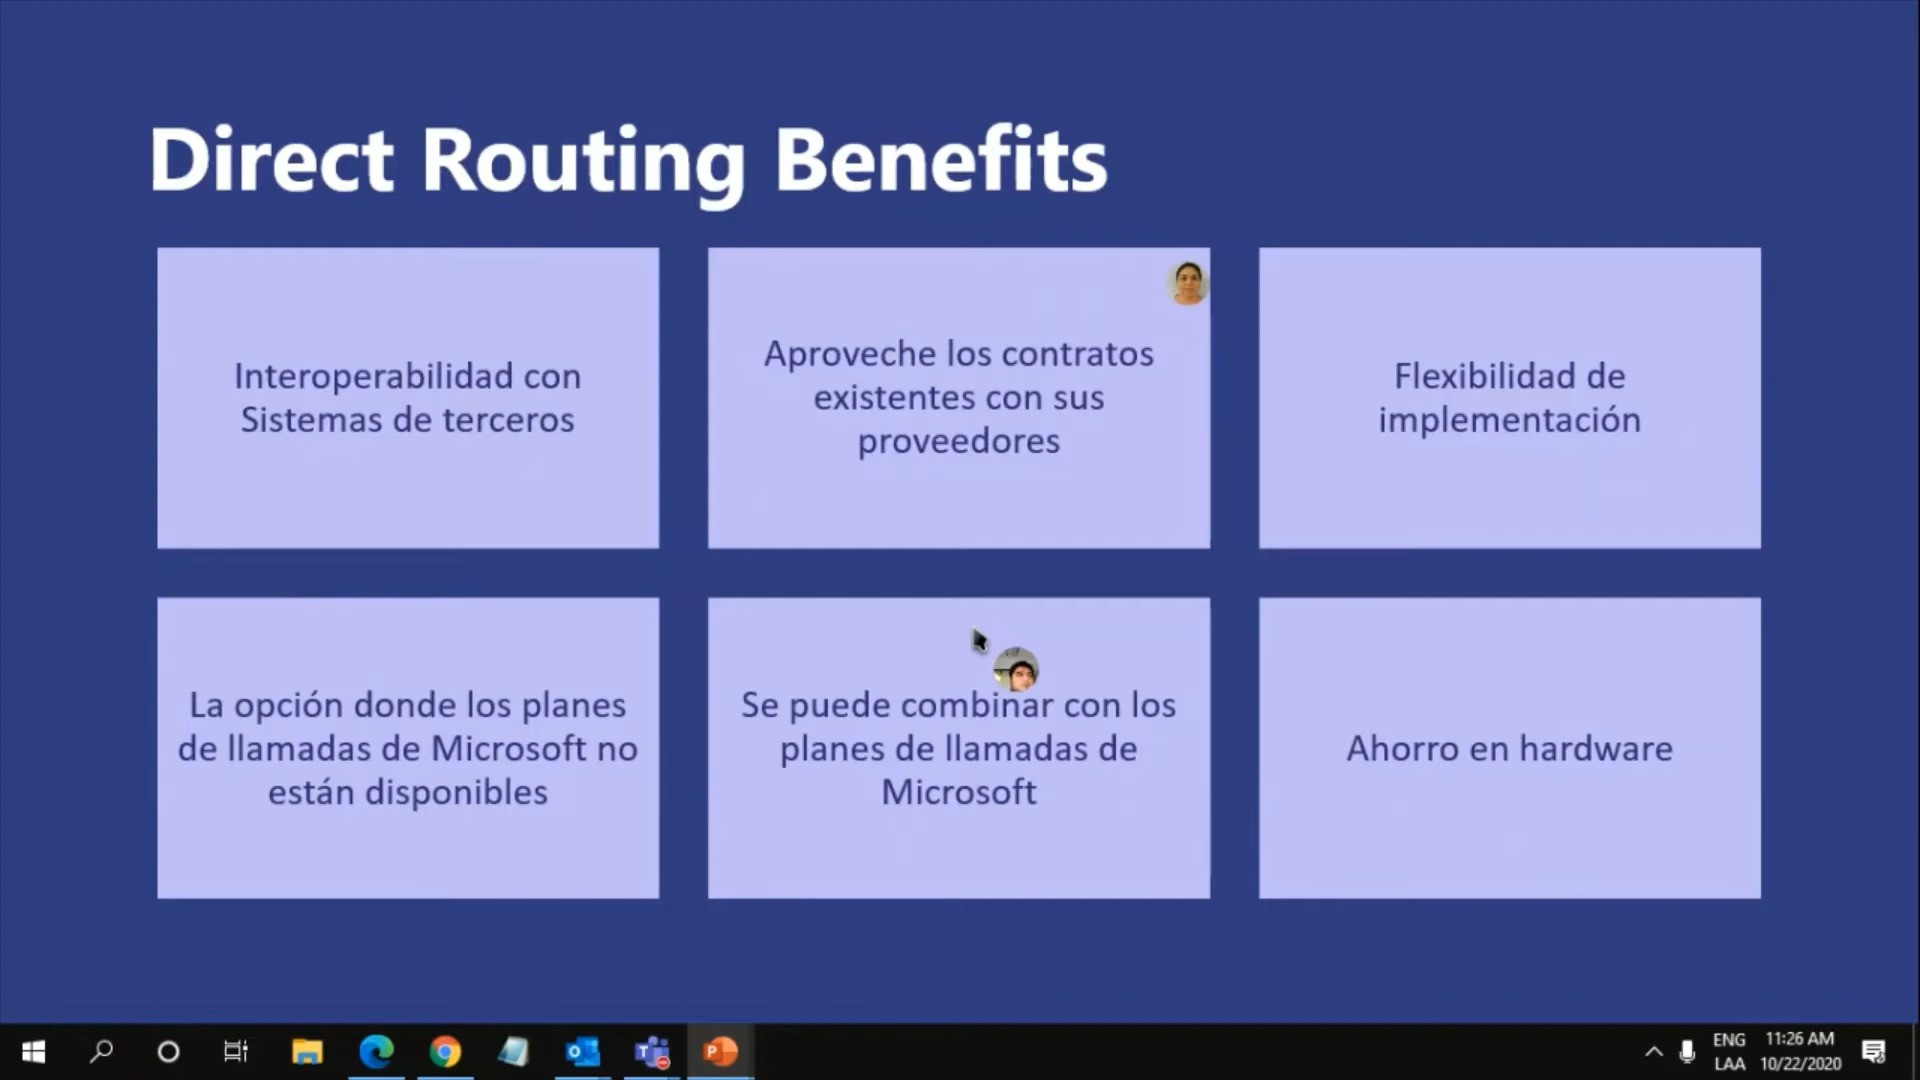 Direct Routing Benefits
Interoperabilidad con
Sistemas de terceros
Aproveche los contratos
existentes con sus
proveedores
Flexibilidad de
implementación
La opción donde los planes
de llamadas de Microsoft no
están disponibles
Se puede combinar con los
planes de llamadas de
Microsoft
Ahorro en hardware
ENG
LAA
11:26 AM
10/22/2020